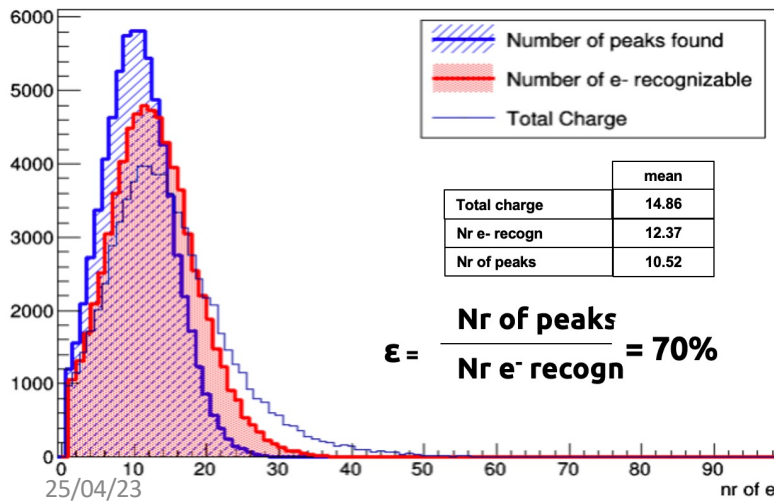 6000
5000
4000
3000
2000
1000
0
Number of peaks found
Number of e- recognizable
Total Charge
mean
Total charge 14.86
Nr e- recogn 12.37
Nr of peaks 10.52
ε = Nr of peaks / Nr e- recogn = 70%
0 10 20 30 40 50 60 70 80 90
nr of e
25/04/23